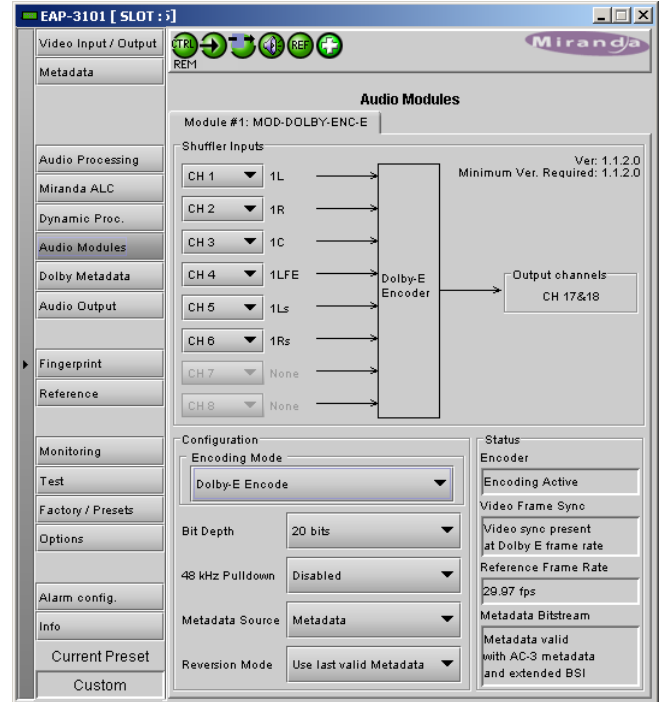 EAP-3101 [ SLOT : 5]
Video Input / Output
Metadata
Audio Processing
Miranda ALC
Dynamic Proc.
Audio Modules
Dolby Metadata
Audio Output
Fingerprint
Reference
Monitoring
Test
Factory / Presets
Options
Alarm config.
Info
Current Preset
Custom
CTRL
REM
REF
Miranda
Audio Modules
Module #1: MOD-DOLBY-ENC-E
Shuffler Inputs
Ver: 1.1.2.0
Minimum Ver. Required: 1.1.2.0
CH 1 1L
CH 2 1R
CH 3 1C
CH 4 1LFE
CH 5 1Ls
CH 6 1Rs
CH 7 None
CH 8 None
Dolby-E
Encoder
Output channels
CH 17&18
Configuration
Encoding Mode
Dolby-E Encode
Bit Depth 20 bits
48 kHz Pulldown Disabled
Metadata Source Metadata
Reversion Mode Use last valid Metadata
Status
Encoder
Encoding Active
Video Frame Sync
Video sync present
at Dolby E frame rate
Reference Frame Rate
29.97 fps
Metadata Bitstream
Metadata valid
with AC-3 metadata
and extended BSI